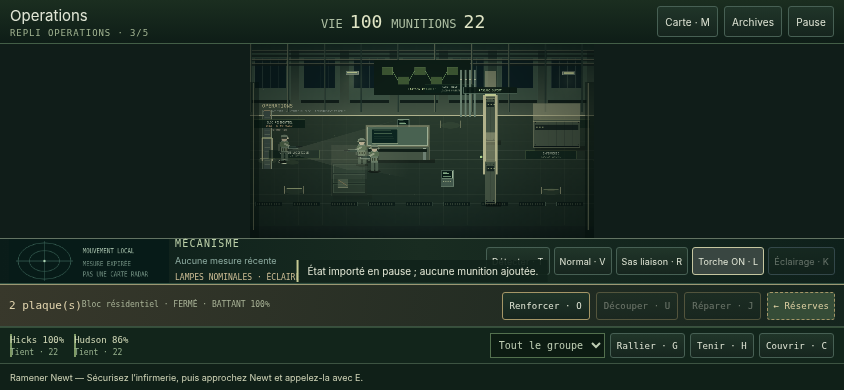 Operations
REPLI OPERATIONS · 3/5
VIE 100 MUNITIONS 22
Carte · M
Archives
Pause
OPERATIONS
MOUVEMENT LOCAL
MESURE EXPIRÉE
PAS UNE CARTE RADAR
MECANISME
Aucune mesure récente
LAMPES NOMINALES · ÉCLAIR
État importé en pause ; aucune munition ajoutée.
Normal · V
Sas liaison · R
Torche ON · L
Éclairage · K
2 plaque(s)
Bloc résidentiel · FERMÉ · BATTANT 100%
Renforcer · O
Découper · U
Réparer · J
← Réserves
Hicks 100%
Tient · 22
Hudson 86%
Tient · 22
Tout le groupe
Rallier · G
Tenir · H
Couvrir · C
Ramener Newt — Sécurisez l'infirmerie, puis approchez Newt et appelez-la avec E.